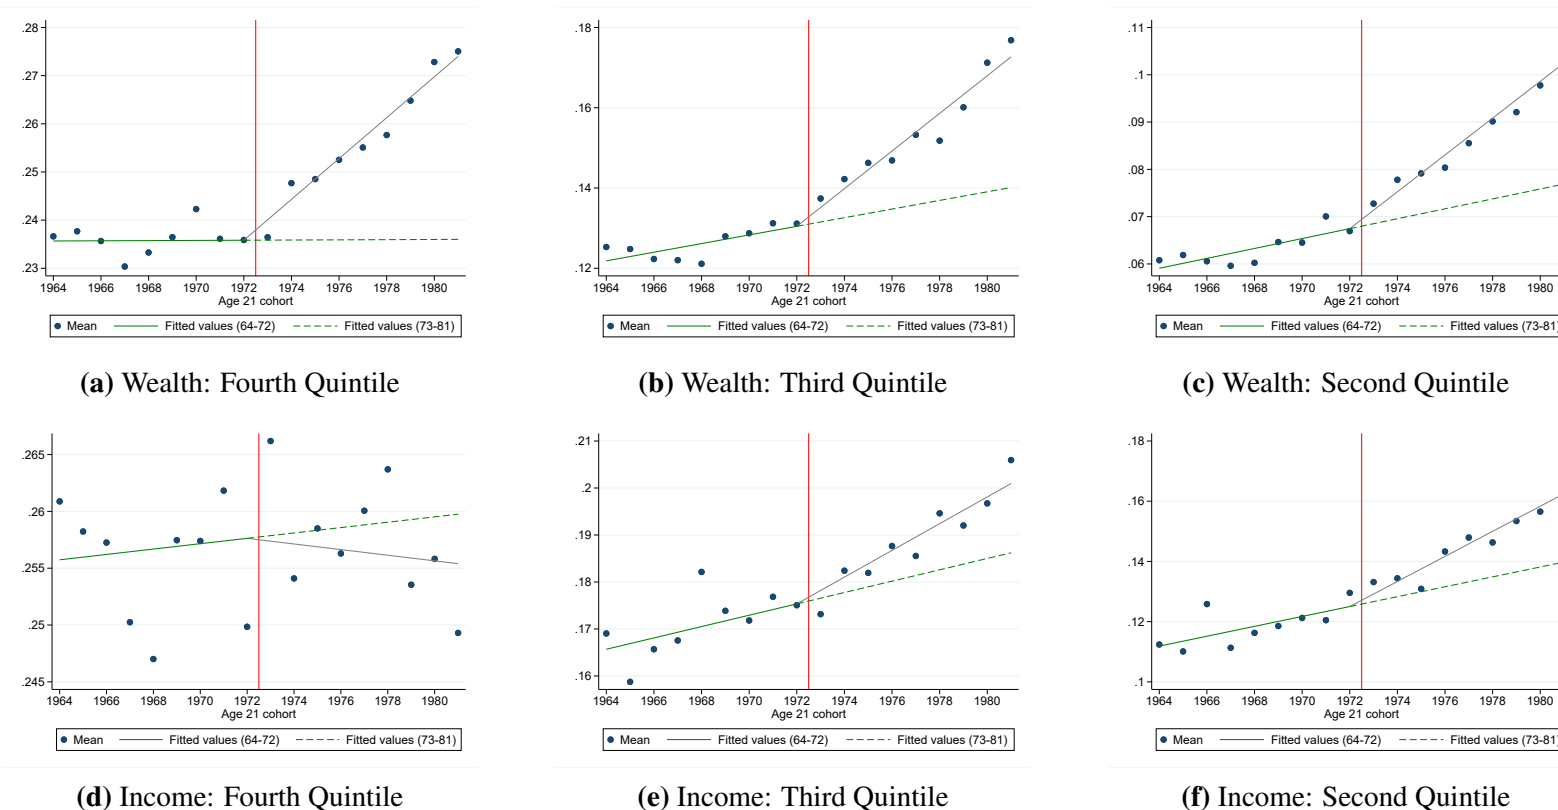 .28
.27
.26
.25
.24
.23
1964 1966 1968 1970 1972 1974 1976 1978 1980
Age 21 cohort
Mean Fitted values (64-72) Fitted values (73-81)
(a) Wealth: Fourth Quintile
.18
.16
.14
.12
1964 1966 1968 1970 1972 1974 1976 1978 1980
Age 21 cohort
Mean Fitted values (64-72) Fitted values (73-81)
(b) Wealth: Third Quintile
.11
.1
.09
.08
.07
.06
1964 1966 1968 1970 1972 1974 1976 1978 1980
Age 21 cohort
Mean Fitted values (64-72) Fitted values (73-81)
(c) Wealth: Second Quintile
.265
.26
.255
.25
.245
1964 1966 1968 1970 1972 1974 1976 1978 1980
Age 21 cohort
Mean Fitted values (64-72) Fitted values (73-81)
(d) Income: Fourth Quintile
.21
.2
.19
.18
.17
.16
1964 1966 1968 1970 1972 1974 1976 1978 1980
Age 21 cohort
Mean Fitted values (64-72) Fitted values (73-81)
(e) Income: Third Quintile
.18
.16
.14
.12
.1
1964 1966 1968 1970 1972 1974 1976 1978 1980
Age 21 cohort
Mean Fitted values (64-72) Fitted values (73-81)
(f) Income: Second Quintile